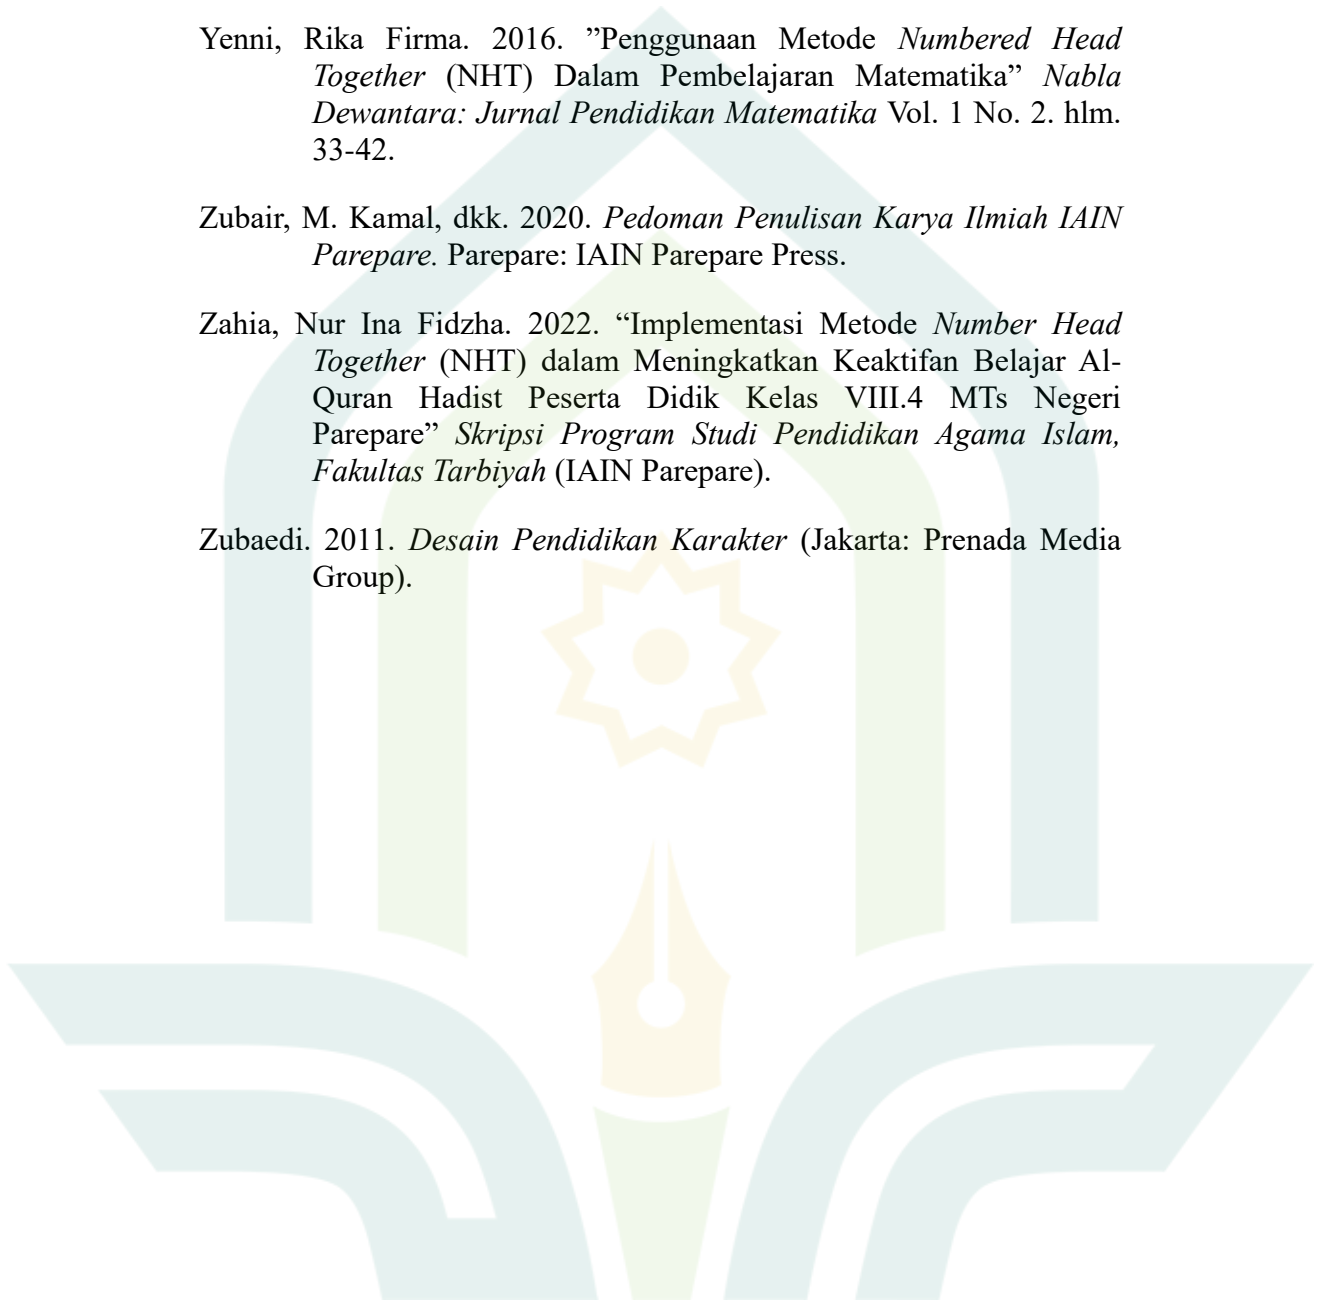 Yenni, Rika Firma. 2016. ”Penggunaan Metode Numbered Head
Together (NHT) Dalam Pembelajaran Matematika” Nabla
Dewantara: Jurnal Pendidikan Matematika Vol. 1 No. 2. hlm.
33-42.
Zubair, M. Kamal, dkk. 2020. Pedoman Penulisan Karya Ilmiah IAIN
Parepare. Parepare: IAIN Parepare Press.
Zahia, Nur Ina Fidzha. 2022. “Implementasi Metode Number Head
Together (NHT) dalam Meningkatkan Keaktifan Belajar Al-
Quran Hadist Peserta Didik Kelas VIII.4 MTs Negeri
Parepare” Skripsi Program Studi Pendidikan Agama Islam,
Fakultas Tarbiyah (IAIN Parepare).
Zubaedi. 2011. Desain Pendidikan Karakter (Jakarta: Prenada Media
Group).